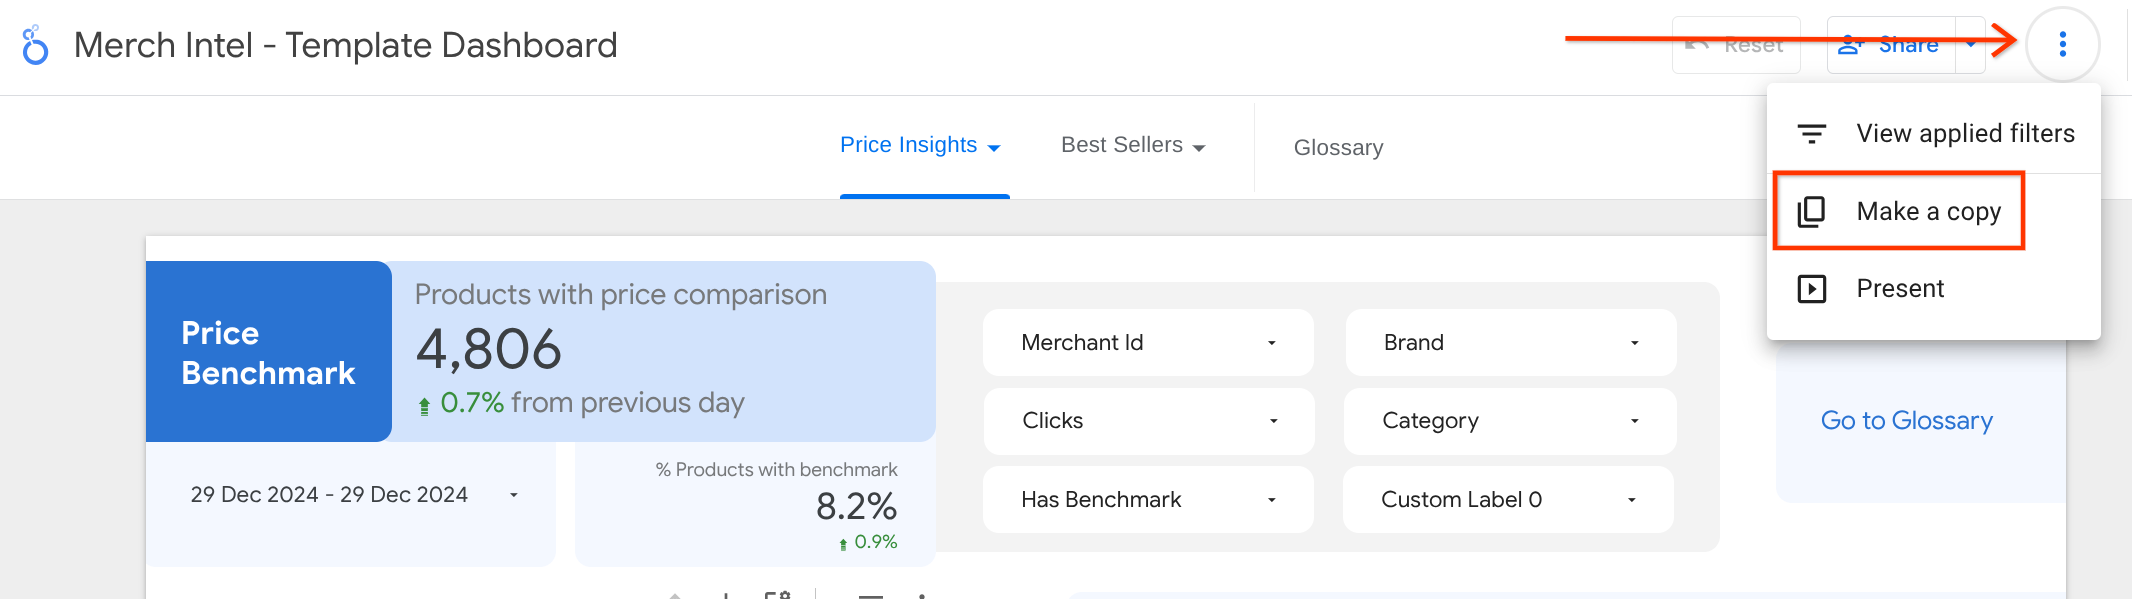 Merch Intel - Template Dashboard
Reset
Share
View applied filters
Make a copy
Present
Price Insights
Best Sellers
Glossary
Price
Benchmark
Products with price comparison
4,806
0.7% from previous day
29 Dec 2024 - 29 Dec 2024
% Products with benchmark
8.2%
0.9%
Merchant Id
Brand
Clicks
Category
Has Benchmark
Custom Label 0
Go to Glossary